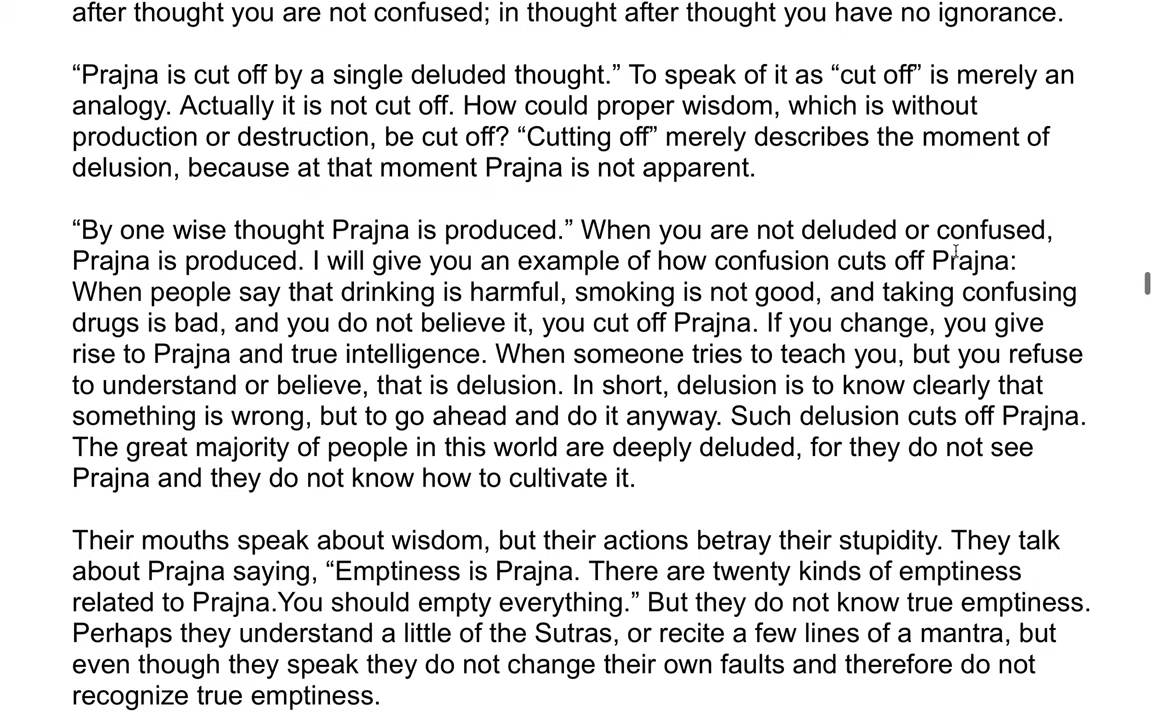 after thought you are not confused; in thought after thought you have no ignorance.
“Prajna is cut off by a single deluded thought.” To speak of it as “cut off” is merely an
analogy. Actually it is not cut off. How could proper wisdom, which is without
production or destruction, be cut off? “Cutting off” merely describes the moment of
delusion, because at that moment Prajna is not apparent.
“By one wise thought Prajna is produced.” When you are not deluded or confused,
Prajna is produced. I will give you an example of how confusion cuts off Prajna:
When people say that drinking is harmful, smoking is not good, and taking confusing
drugs is bad, and you do not believe it, you cut off Prajna. If you change, you give
rise to Prajna and true intelligence. When someone tries to teach you, but you refuse
to understand or believe, that is delusion. In short, delusion is to know clearly that
something is wrong, but to go ahead and do it anyway. Such delusion cuts off Prajna.
The great majority of people in this world are deeply deluded, for they do not see
Prajna and they do not know how to cultivate it.
Their mouths speak about wisdom, but their actions betray their stupidity. They talk
about Prajna saying, “Emptiness is Prajna. There are twenty kinds of emptiness
related to Prajna.You should empty everything.” But they do not know true emptiness.
Perhaps they understand a little of the Sutras, or recite a few lines of a mantra, but
even though they speak they do not change their own faults and therefore do not
recognize true emptiness.